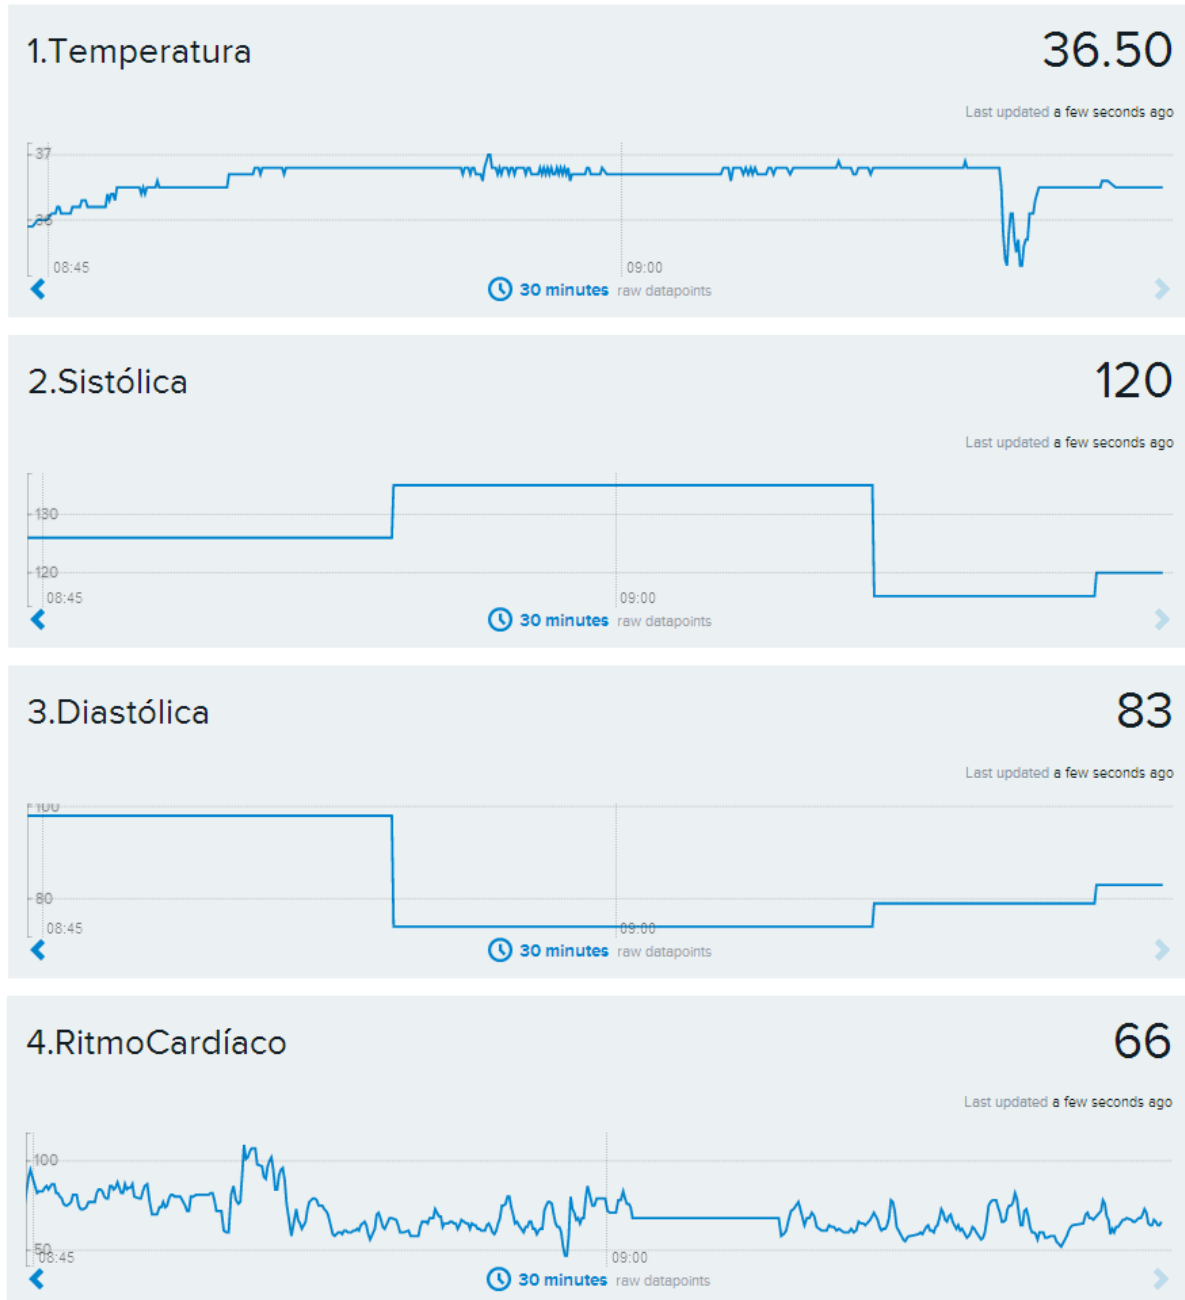 1.Temperatura
36.50
Last updated a few seconds ago
37
36
08:45
09:00
30 minutes raw datapoints
2.Sistólica
120
Last updated a few seconds ago
130
120
08:45
09:00
30 minutes raw datapoints
3.Diastólica
83
Last updated a few seconds ago
100
80
08:45
09:00
30 minutes raw datapoints
4.RitmoCardíaco
66
Last updated a few seconds ago
100
50
08:45
09:00
30 minutes raw datapoints